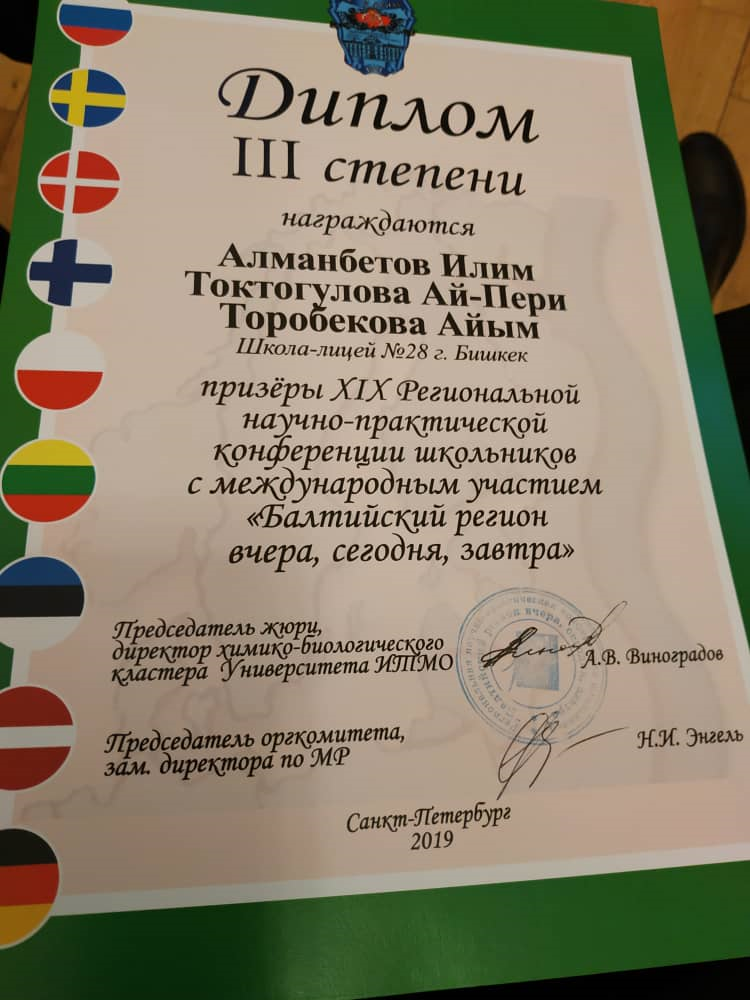 Диплом
III степени
награждаются
Алманбетов Илим
Токтогулова Ай-Пери
Торобекова Айым
Школа-лицей №28 г. Бишкек
призёры XIX Региональной
научно-практической
конференции школьников
с международным участием
«Балтийский регион
вчера, сегодня, завтра»
Председатель жюри,
директор химико-биологического
кластера Университета ИТМО
А.В. Виноградов
Председатель оргкомитета,
зам. директора по МР
Н.И. Энгель
Санкт-Петербург
2019